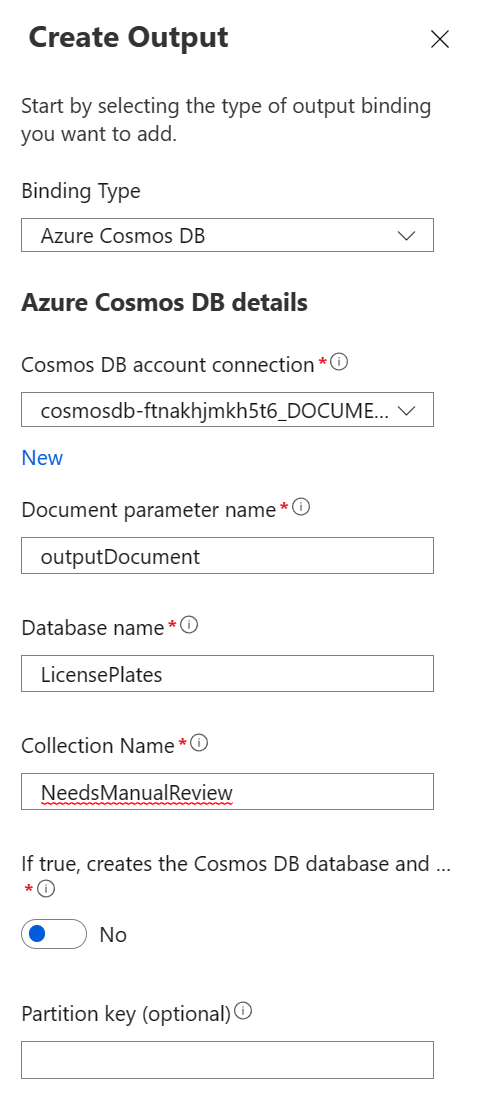 Create Output
Start by selecting the type of output binding
you want to add.
Binding Type
Azure Cosmos DB
Azure Cosmos DB details
Cosmos DB account connection *
cosmosdb-ftnakhjmkh5t6_DOCUME...
New
Document parameter name *
outputDocument
Database name *
LicensePlates
Collection Name *
NeedsManualReview
If true, creates the Cosmos DB database and ...
*
No
Partition key (optional)